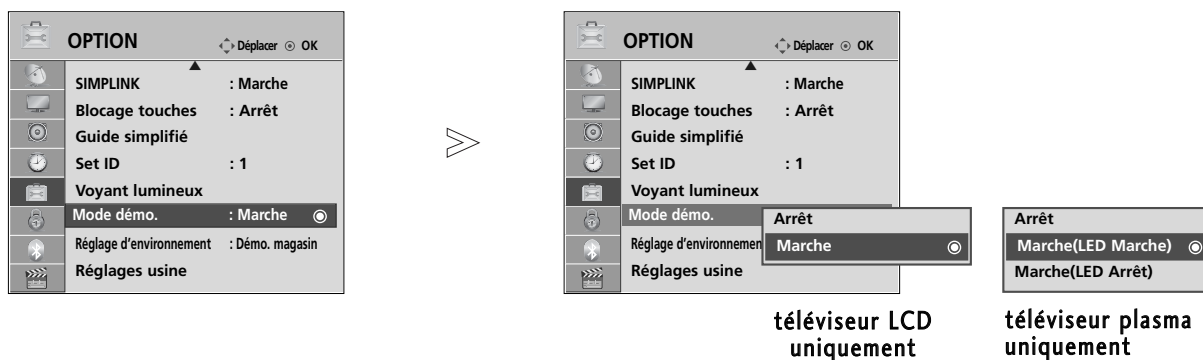 OPTION
Déplacer OK
SIMPLINK : Marche
Blocage touches : Arrêt
Guide simplifié
Set ID : 1
Voyant lumineux
Mode démo. : Marche
Réglage d'environnement : Démo. magasin
Réglages usine
OPTION
Déplacer OK
SIMPLINK : Marche
Blocage touches : Arrêt
Guide simplifié
Set ID : 1
Voyant lumineux
Mode démo.
Réglage d'environnemen
Réglages usine
Arrêt
Marche
téléviseur LCD
uniquement
Arrêt
Marche(LED Marche)
Marche(LED Arrêt)
téléviseur plasma
uniquement